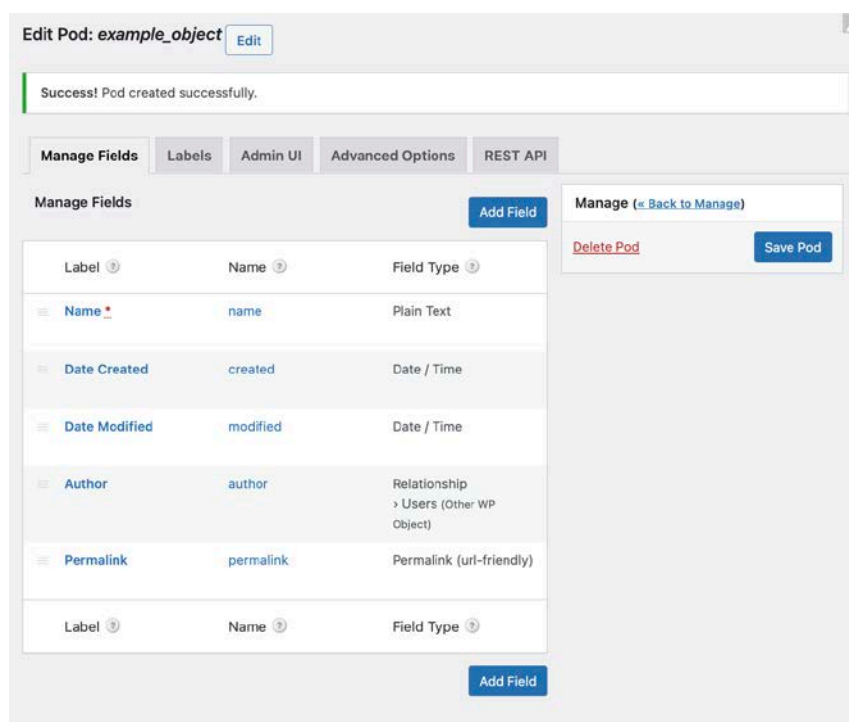 Edit Pod: example_object Edit
Success! Pod created successfully.
Manage Fields Labels Admin UI Advanced Options REST API
Manage Fields
Add Field
Manage (« Back to Manage)
Delete Pod Save Pod
Label Name Field Type
Name * name Plain Text
Date Created created Date / Time
Date Modified modified Date / Time
Author author Relationship
› Users (Other WP
Object)
Permalink permalink Permalink (url-friendly)
Label Name Field Type
Add Field